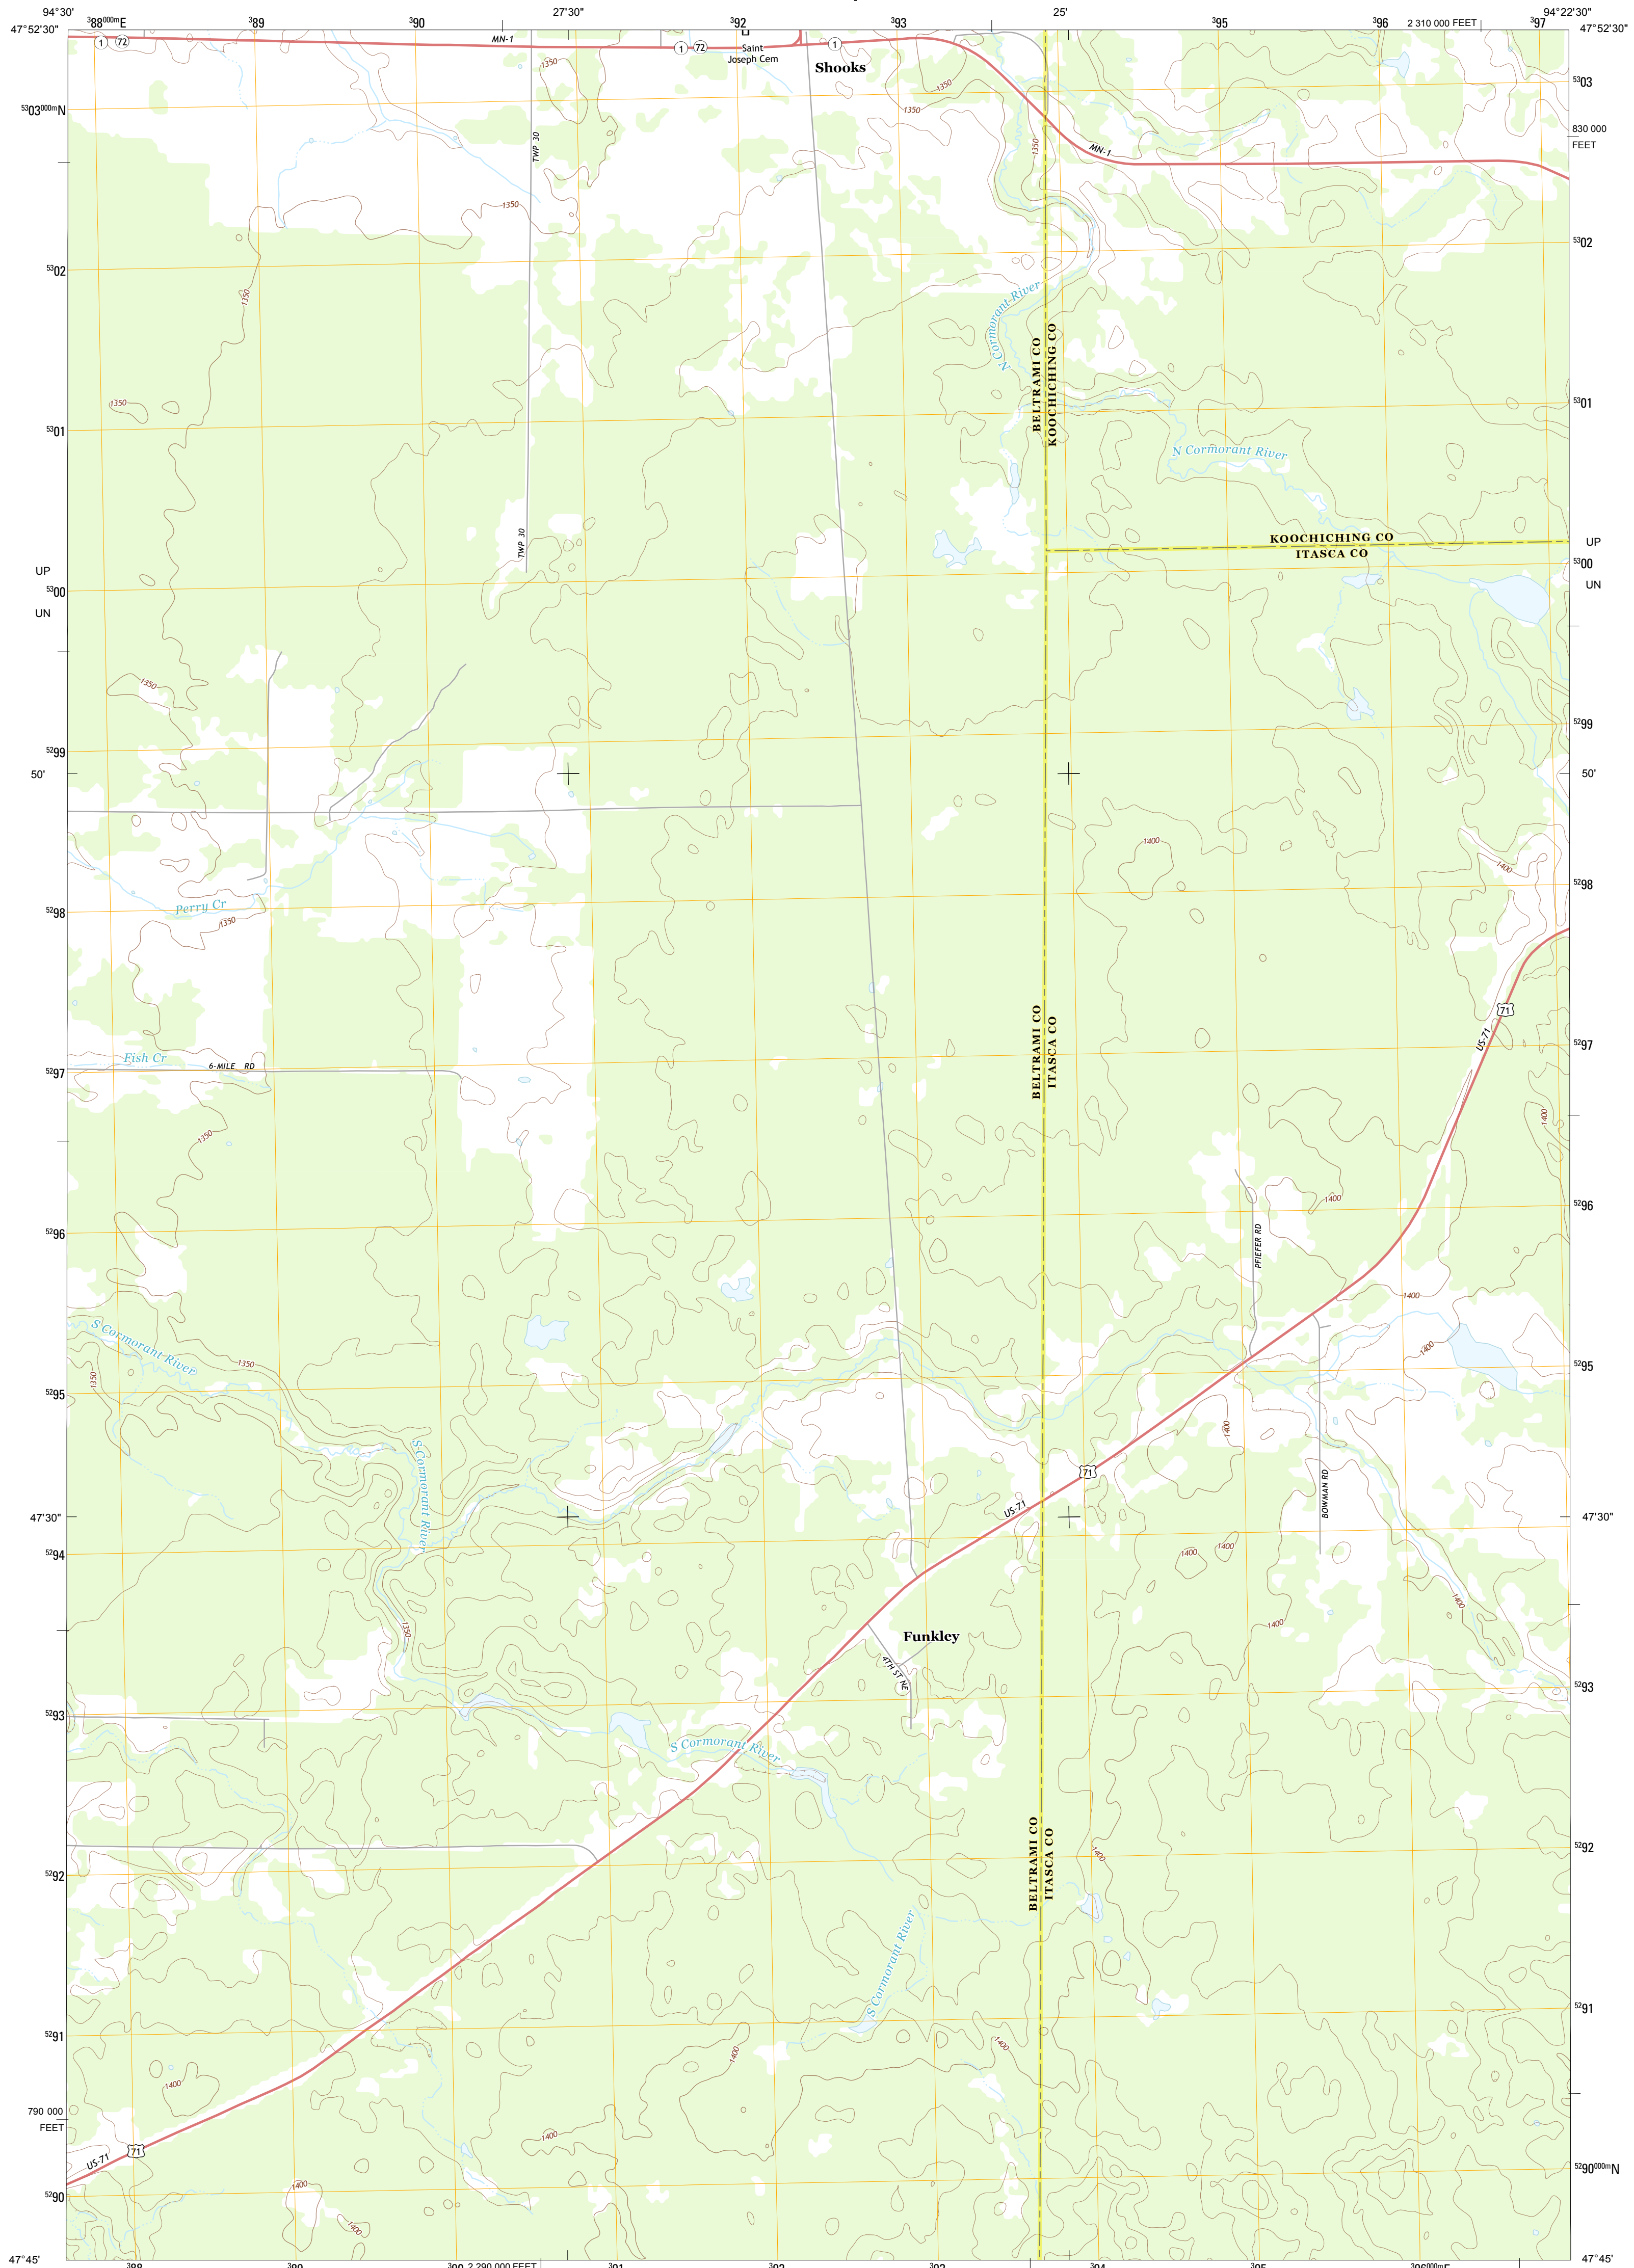 94°30'
³88⁰⁰⁰ᵐE
³89
³90
27'30"
³92
³93
25'
³95
³96
2 310 000 FEET
³97
94°22'30"
47°52'30"
47°52'30"
1
72
MN-1
1
72
Saint
Joseph Cem
1
Shooks
1350
1350
1350
⁵³03⁰⁰⁰ᵐN
⁵³03
TWP 30
1350
MN-1
830 000
FEET
1350
⁵³02
⁵³02
1350
N Cormorant River
BELTRAMI CO
KOOCHICHING CO
1350
⁵³01
⁵³01
N Cormorant River
TWP 30
KOOCHICHING CO
ITASCA CO
UP
UN
UP
UN
⁵³00
⁵³00
1350
⁵²99
⁵²99
50'
50'
1400
1400
⁵²98
⁵²98
Perry Cr
1350
BELTRAMI CO
ITASCA CO
71
US-71
Fish Cr
6-MILE RD
⁵²97
⁵²97
1350
1400
1400
⁵²96
⁵²96
PFIEFER RD
1400
S Cormorant River
1350
1350
1400
⁵²95
⁵²95
1400
S Cormorant River
71
US-71
BOWMAN RD
47'30"
47'30"
⁵²94
1400
1400
1400
1400
1350
Funkley
4TH ST NE
⁵²93
⁵²93
S Cormorant River
BELTRAMI CO
ITASCA CO
1400
⁵²92
⁵²92
S Cormorant River
⁵²91
⁵²91
1400
1400
1400
790 000
FEET
1400
71
US-71
⁵²90
⁵²90⁰⁰⁰ᵐN
1400
1400
47°45'
47°45'
2 290 000 FEET